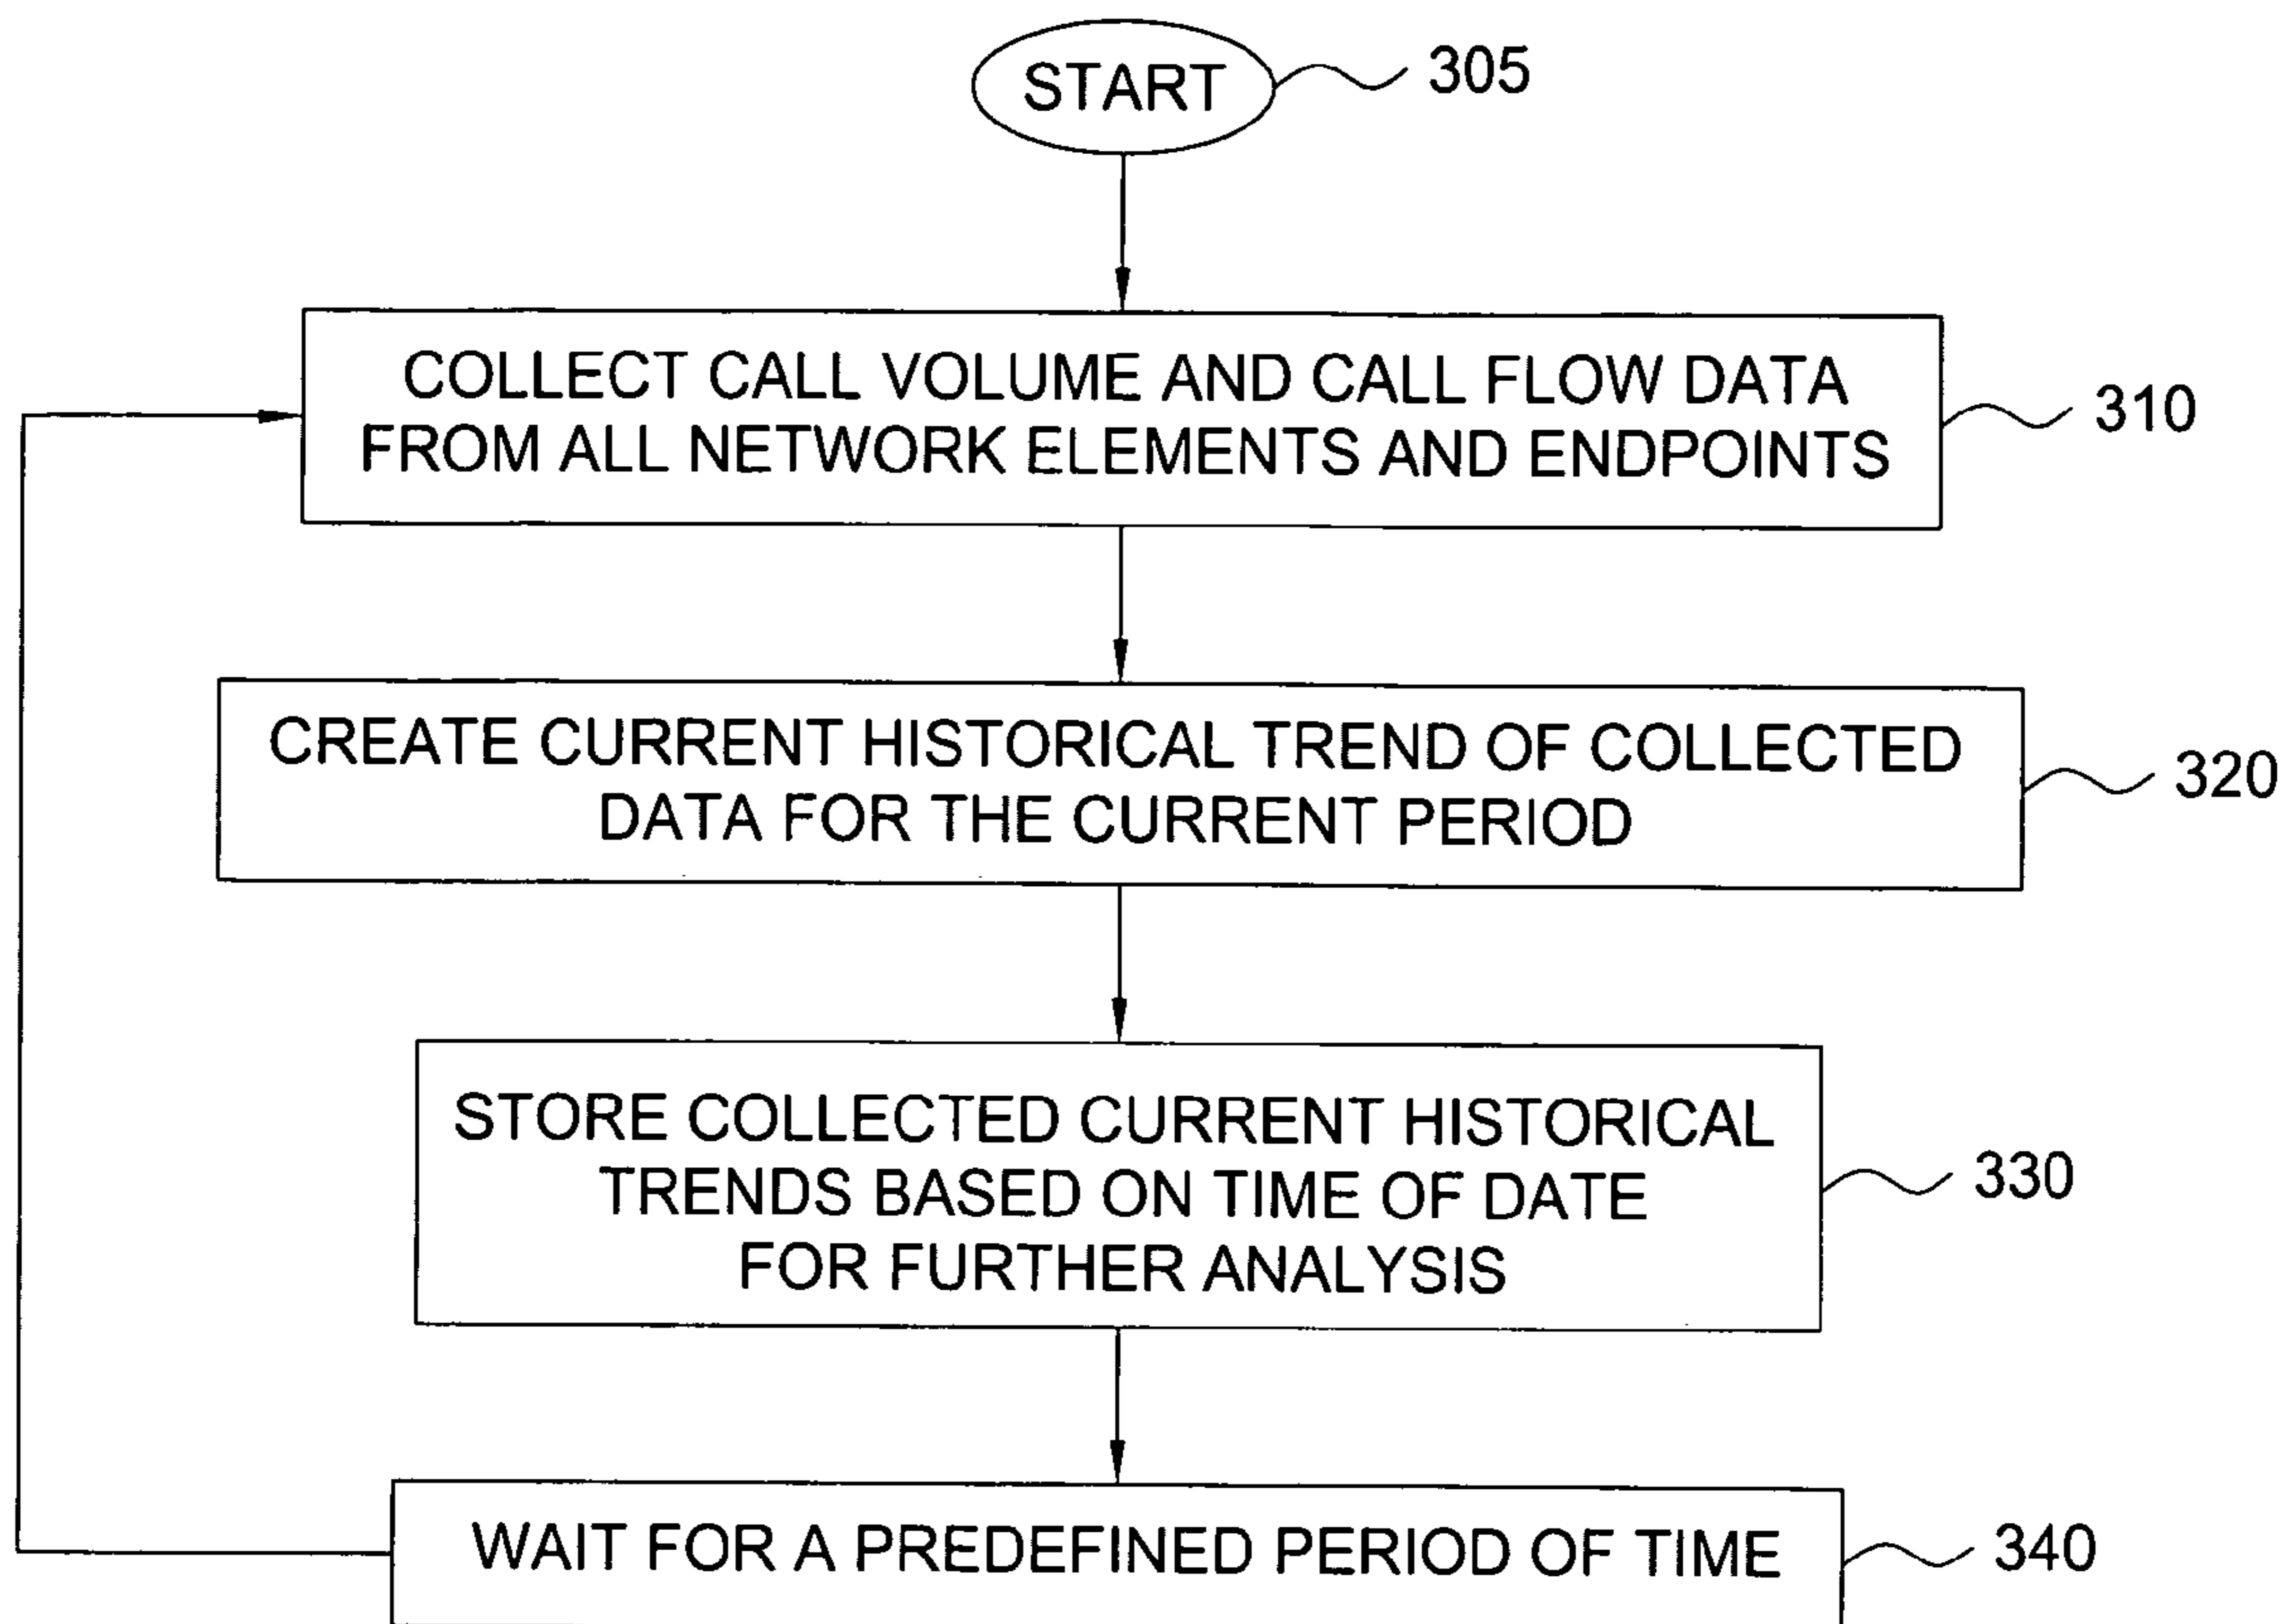 START
305
COLLECT CALL VOLUME AND CALL FLOW DATA
FROM ALL NETWORK ELEMENTS AND ENDPOINTS
310
CREATE CURRENT HISTORICAL TREND OF COLLECTED
DATA FOR THE CURRENT PERIOD
320
STORE COLLECTED CURRENT HISTORICAL
TRENDS BASED ON TIME OF DATE
FOR FURTHER ANALYSIS
330
WAIT FOR A PREDEFINED PERIOD OF TIME
340